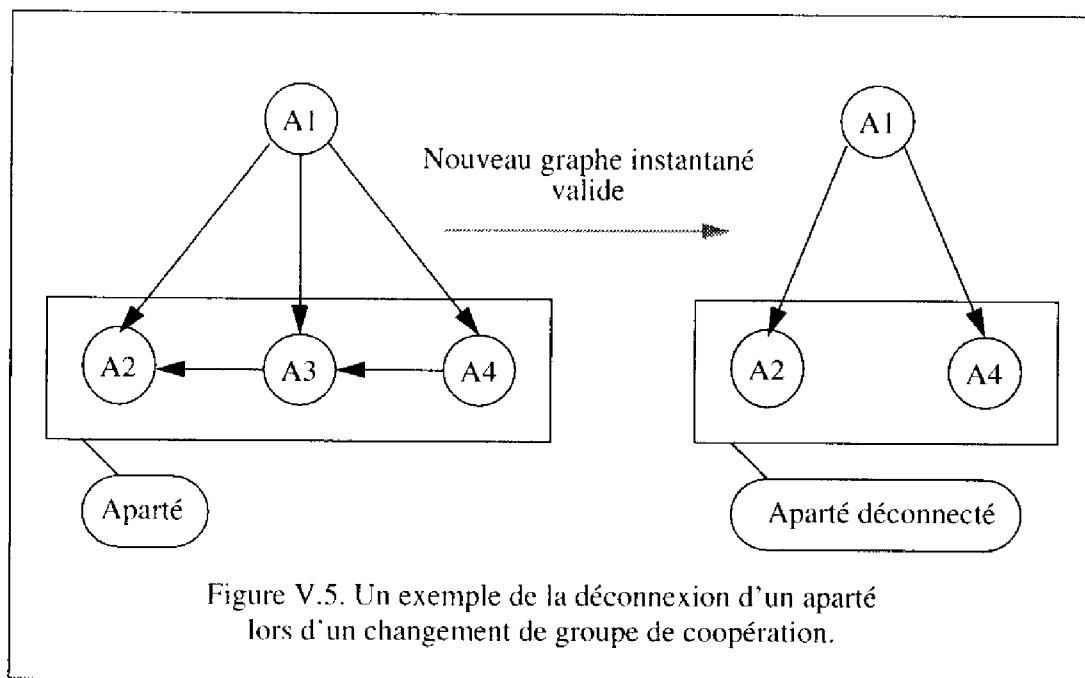 A1
A1
Nouveau graphe instantané
valide
A2
A3
A4
A2
A4
Aparté
Aparté déconnecté
Figure V.5. Un exemple de la déconnexion d'un aparté
lors d'un changement de groupe de coopération.